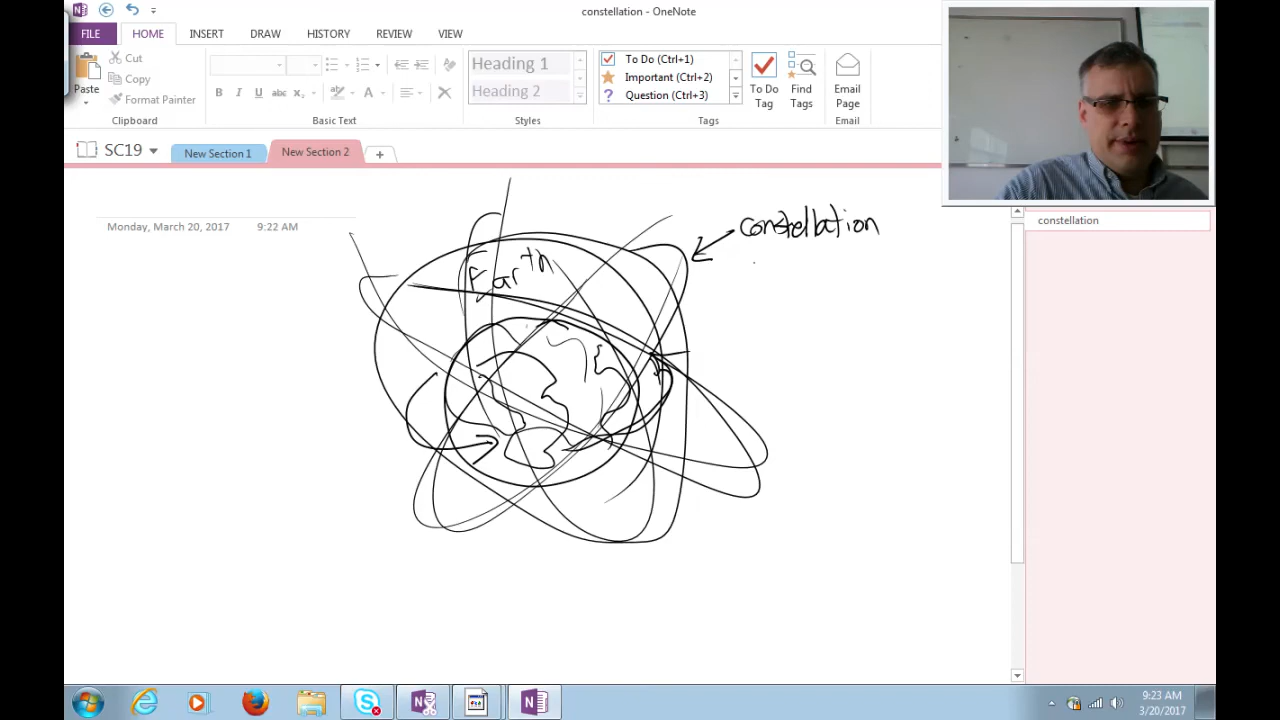 constellation - OneNote
FILE HOME INSERT DRAW HISTORY REVIEW VIEW
Paste
Cut
Copy
Format Painter
Clipboard
B I U abc x₂ A
Basic Text
Heading 1
Heading 2
Styles
To Do (Ctrl+1)
Important (Ctrl+2)
? Question (Ctrl+3)
Tags
To Do Tag
Find Tags
Email Page
Email
SC19 New Section 1 New Section 2 +
Monday, March 20, 2017 9:22 AM
constellation
Earth
constellation
9:23 AM
3/20/2017